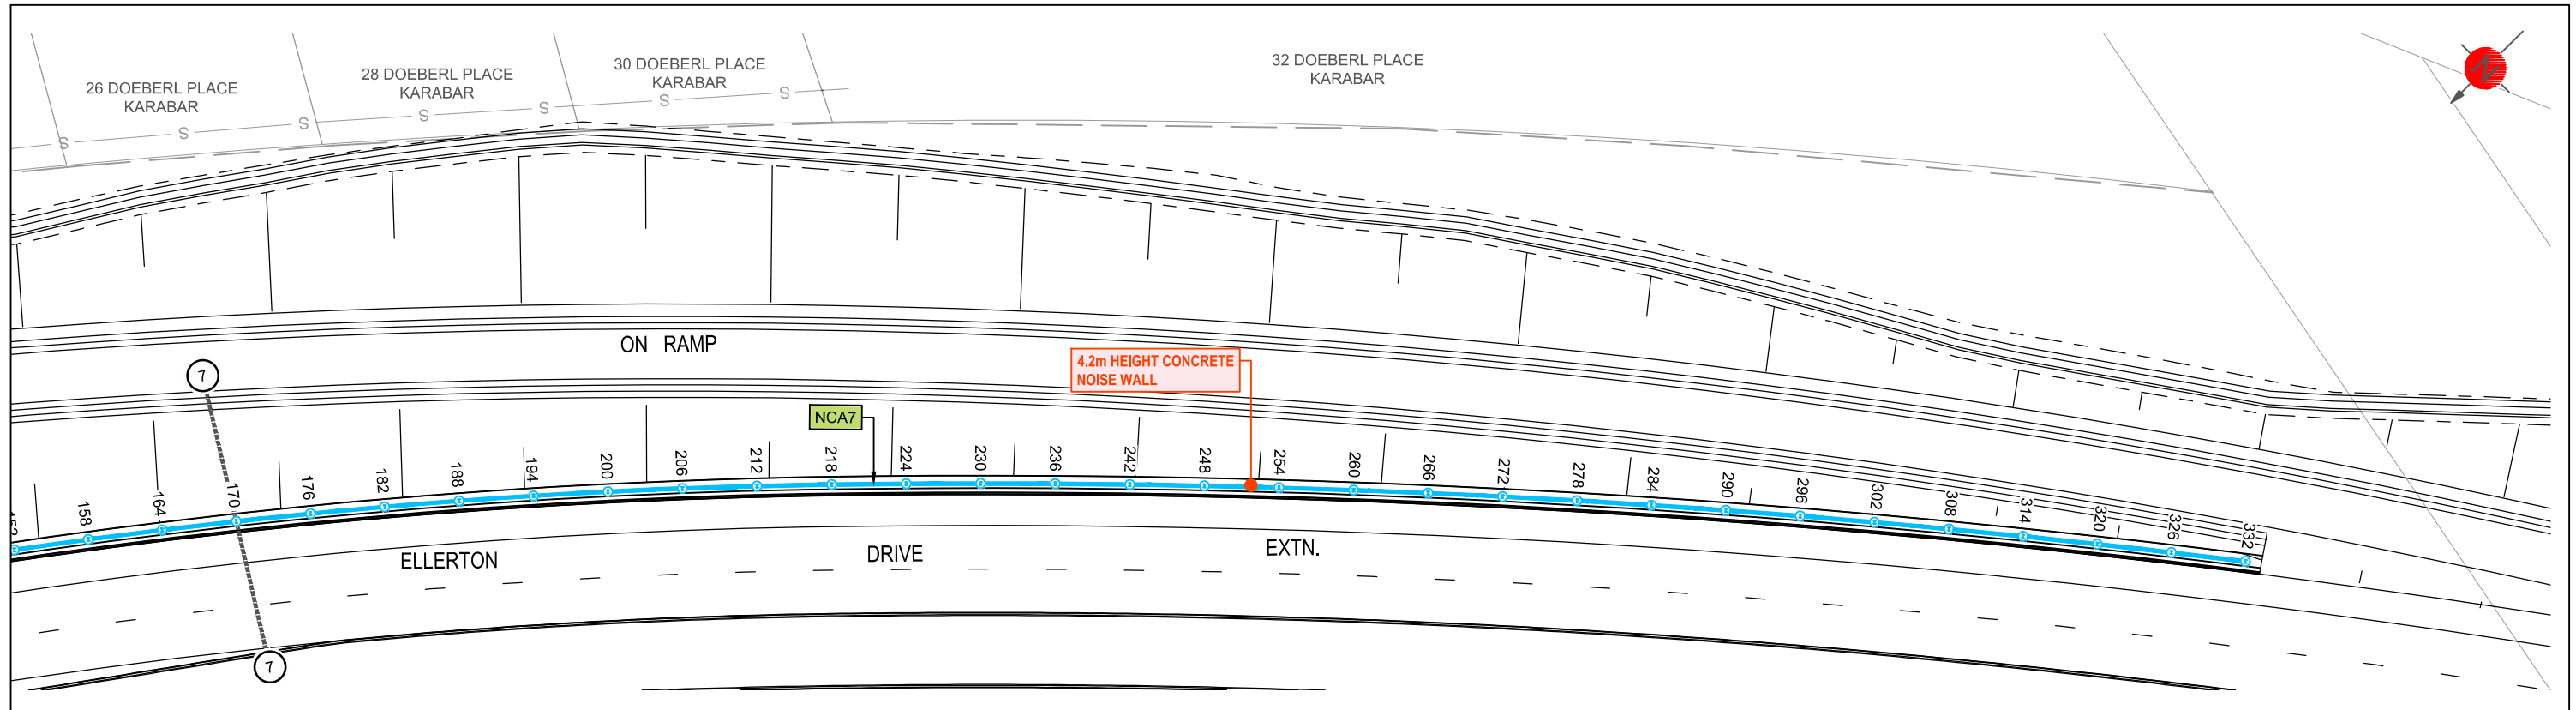 26 DOEBERL PLACE
KARABAR
28 DOEBERL PLACE
KARABAR
30 DOEBERL PLACE
KARABAR
32 DOEBERL PLACE
KARABAR
S S S S S S S
N
ON RAMP
4.2m HEIGHT CONCRETE
NOISE WALL
7
NCA7
152 158 164 170 176 182 188 194 200 206 212 218 224 230 236 242 248 254 260 266 272 278 284 290 296 302 308 314 320 326 332
ELLERTON DRIVE EXTN.
7